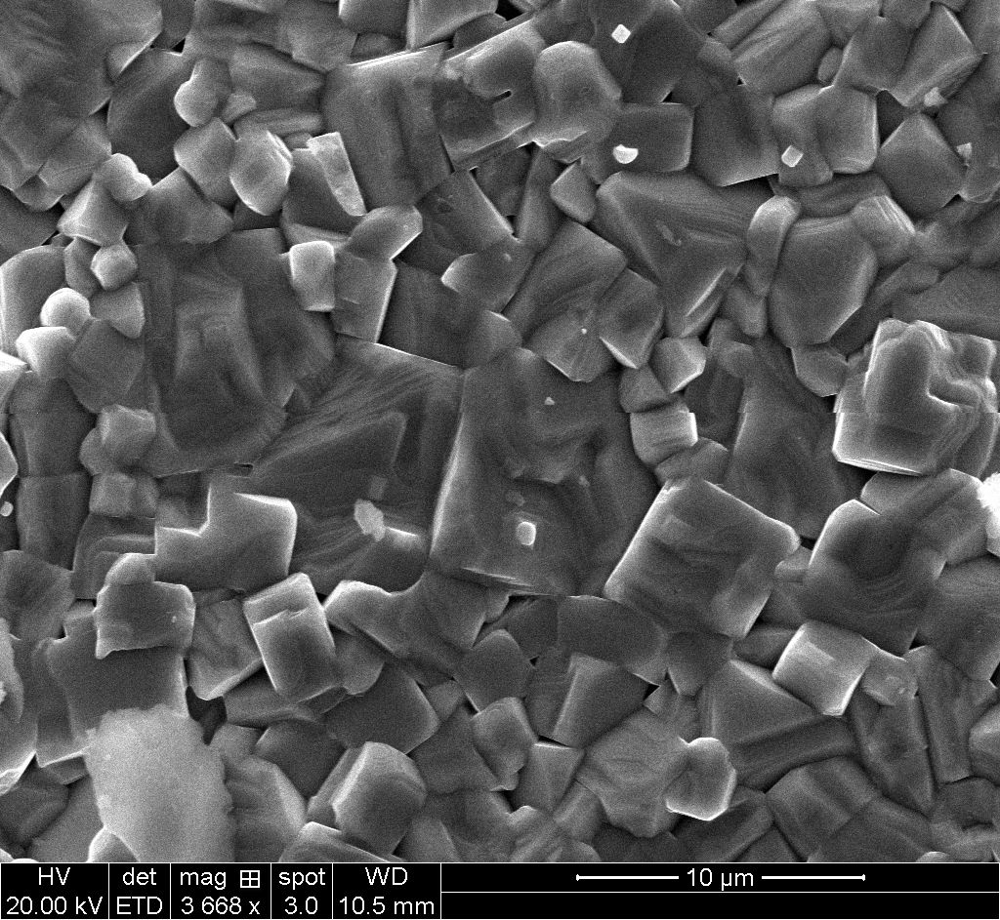 HV det mag ⊞ spot WD
20.00 kV ETD 3 668 x 3.0 10.5 mm
10 µm